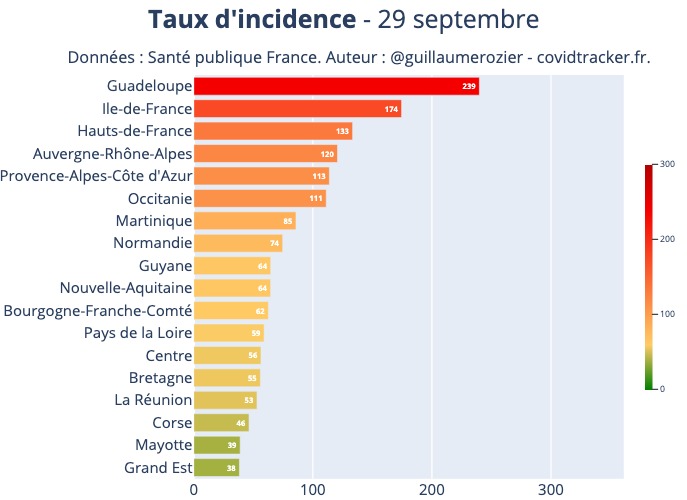 Taux d'incidence - 29 septembre
Données : Santé publique France. Auteur : @guillaumerozier - covidtracker.fr.
Guadeloupe 239
Ile-de-France 174
Hauts-de-France 133
Auvergne-Rhône-Alpes 120
Provence-Alpes-Côte d'Azur 113
Occitanie 111
Martinique 85
Normandie 74
Guyane 64
Nouvelle-Aquitaine 64
Bourgogne-Franche-Comté 62
Pays de la Loire 59
Centre 56
Bretagne 55
La Réunion 53
Corse 46
Mayotte 39
Grand Est 38
0 100 200 300
300
200
100
0